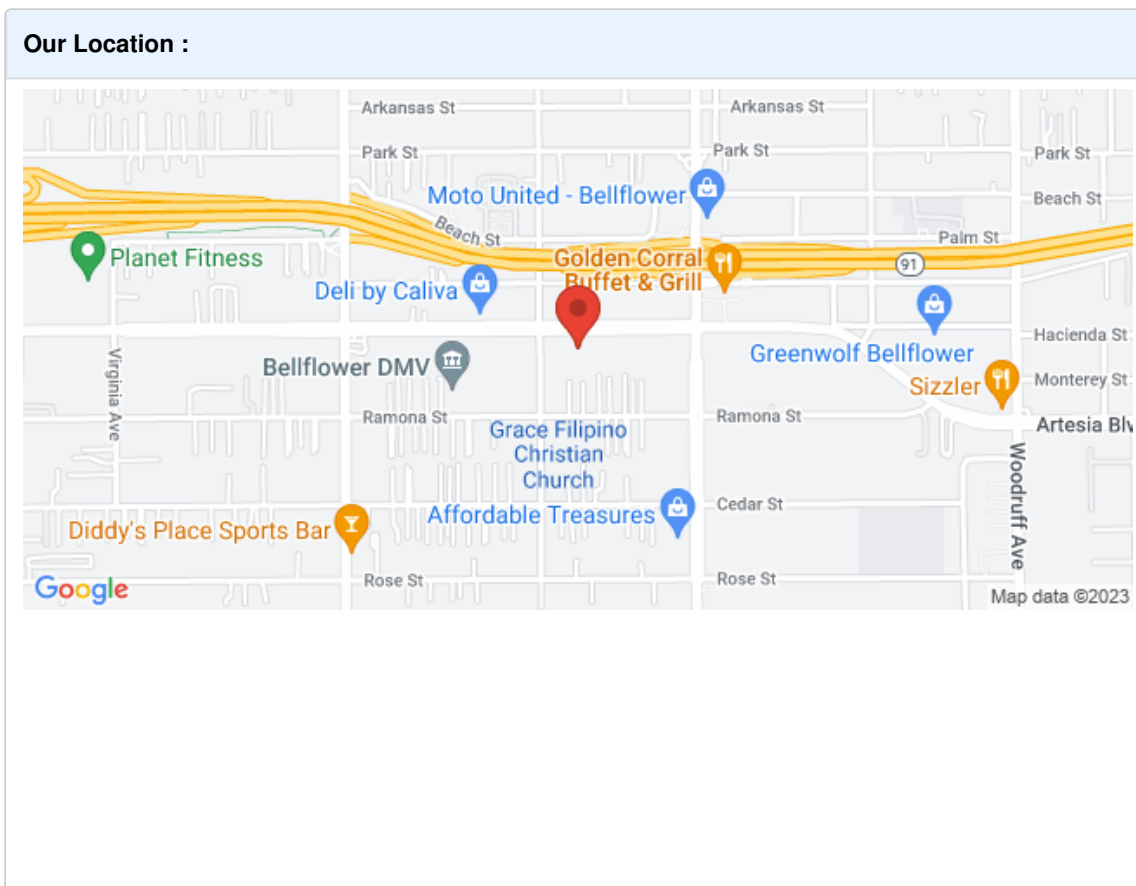 Our Location :
Arkansas St
Arkansas St
Park St
Park St
Park St
Moto United - Bellflower
Beach St
Beach St
Palm St
Planet Fitness
Golden Corral
Buffet & Grill
91
Deli by Caliva
Hacienda St
Virginia Ave
Bellflower DMV
Greenwolf Bellflower
Sizzler
Monterey St
Ramona St
Ramona St
Artesia Blv
Grace Filipino
Christian
Church
Woodruff Ave
Cedar St
Affordable Treasures
Diddy's Place Sports Bar
Rose St
Rose St
Google
Map data ©2023